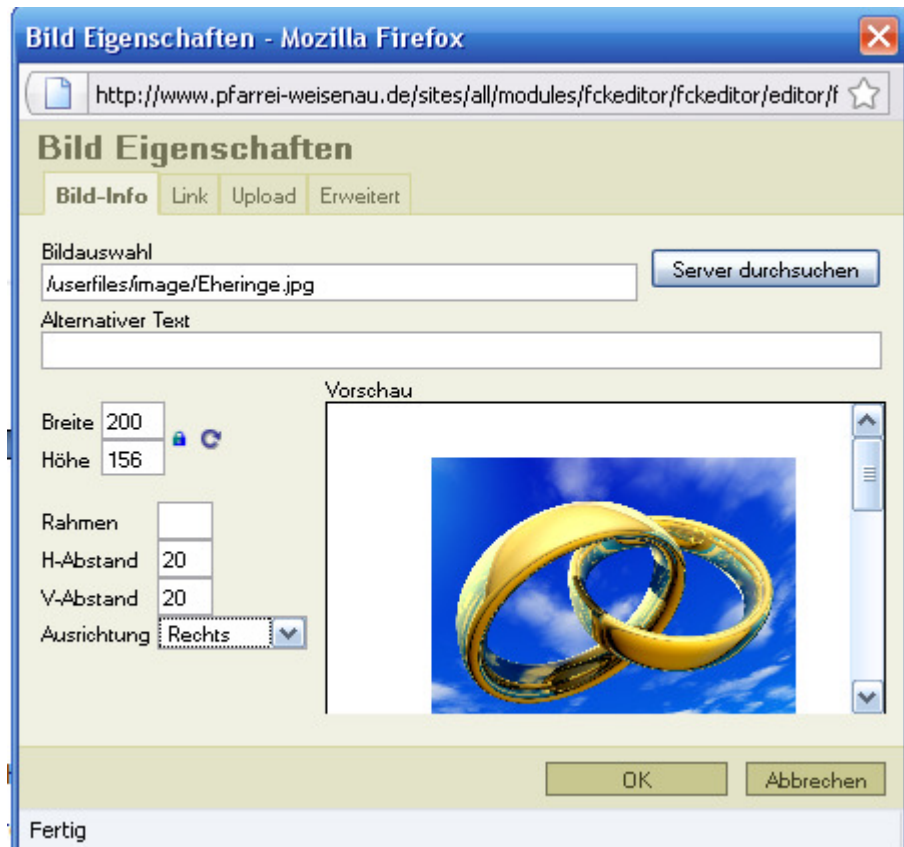 Bild Eigenschaften - Mozilla Firefox
http://www.pfarrei-weisenau.de/sites/all/modules/fckeditor/fckeditor/editor/f
Bild Eigenschaften
Bild-Info Link Upload Erweitert
Bildauswahl
/userfiles/image/Eheringe.jpg
Server durchsuchen
Alternativer Text
Breite 200
Höhe 156
Rahmen
H-Abstand 20
V-Abstand 20
Ausrichtung Rechts
Vorschau
OK Abbrechen
Fertig